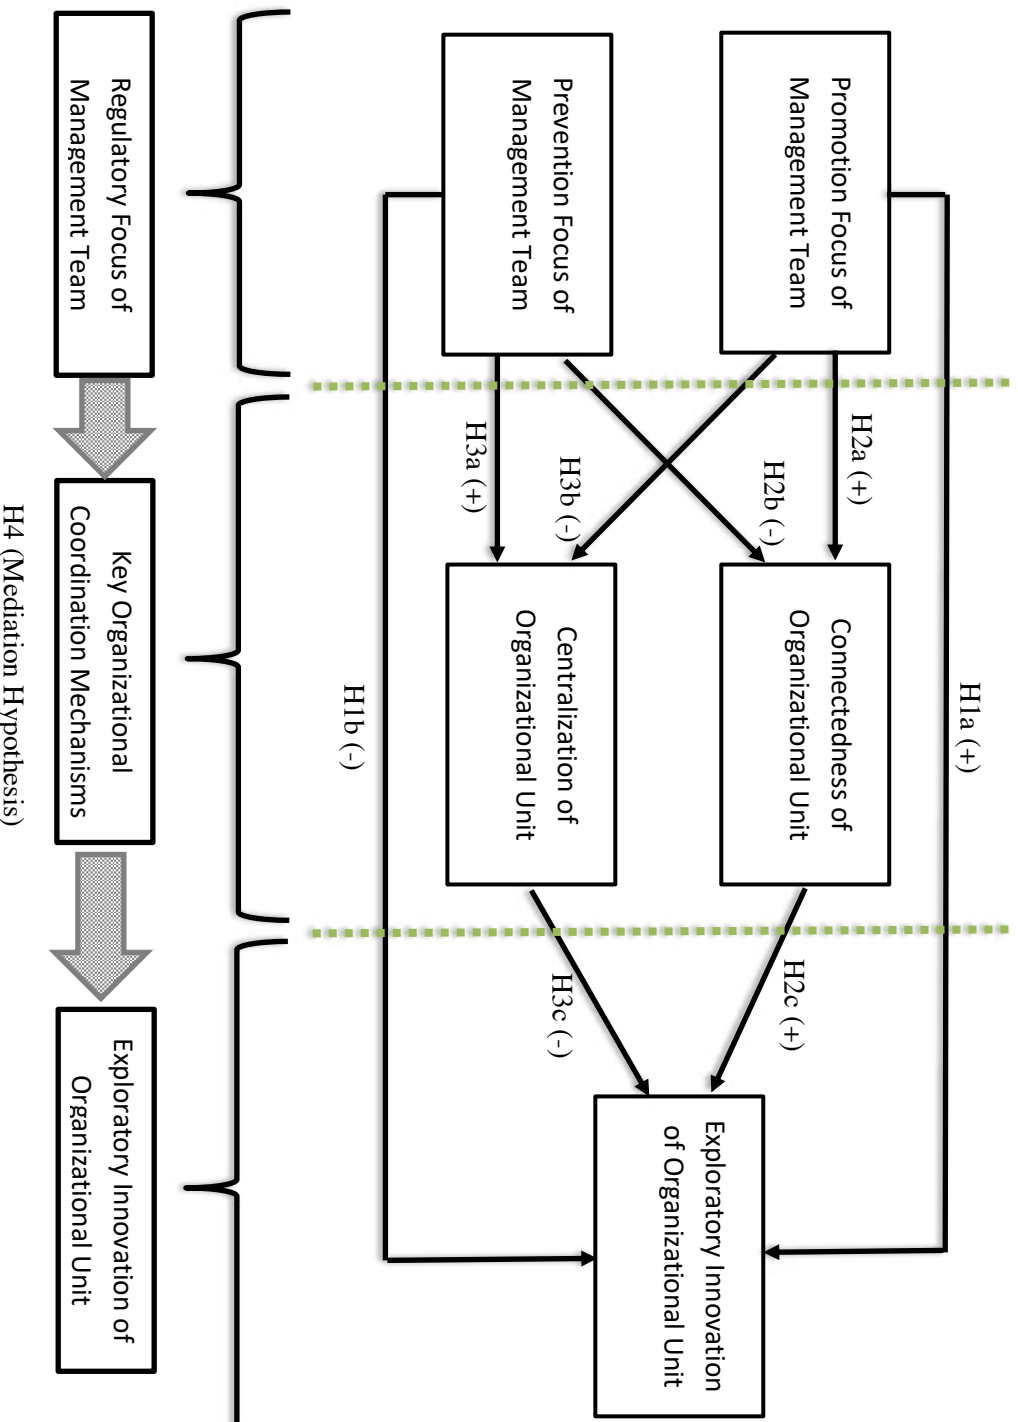 H1a (+)
Promotion Focus of
Management Team
H2a (+)
Connectedness of
Organizational Unit
H2b (-)
H2c (+)
Exploratory Innovation
of Organizational Unit
Prevention Focus of
Management Team
H3b (-)
H3a (+)
Centralization of
Organizational Unit
H3c (-)
H1b (-)
Regulatory Focus of
Management Team
Key Organizational
Coordination Mechanisms
Exploratory Innovation of
Organizational Unit
H4 (Mediation Hypothesis)